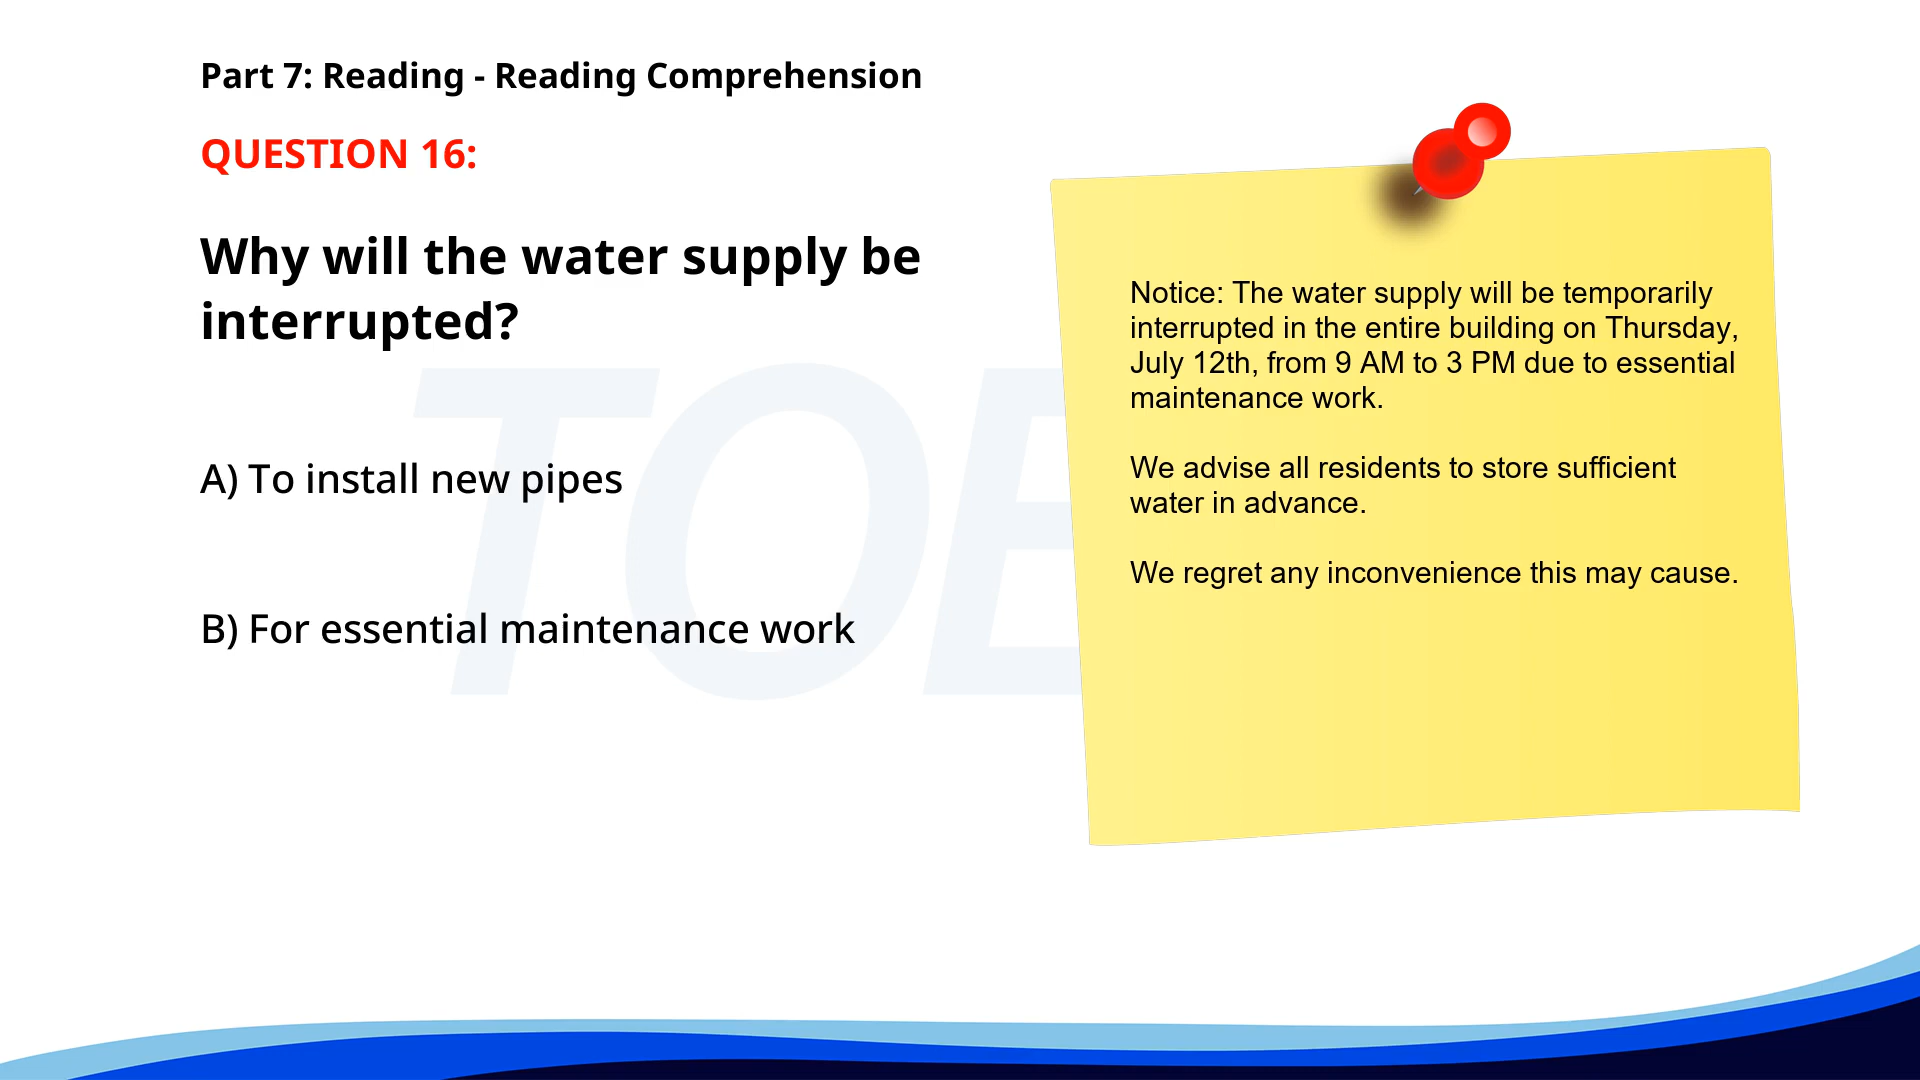 Part 7: Reading - Reading Comprehension
QUESTION 16:
Why will the water supply be
interrupted?
A) To install new pipes
B) For essential maintenance work
Notice: The water supply will be temporarily
interrupted in the entire building on Thursday,
July 12th, from 9 AM to 3 PM due to essential
maintenance work.
We advise all residents to store sufficient
water in advance.
We regret any inconvenience this may cause.